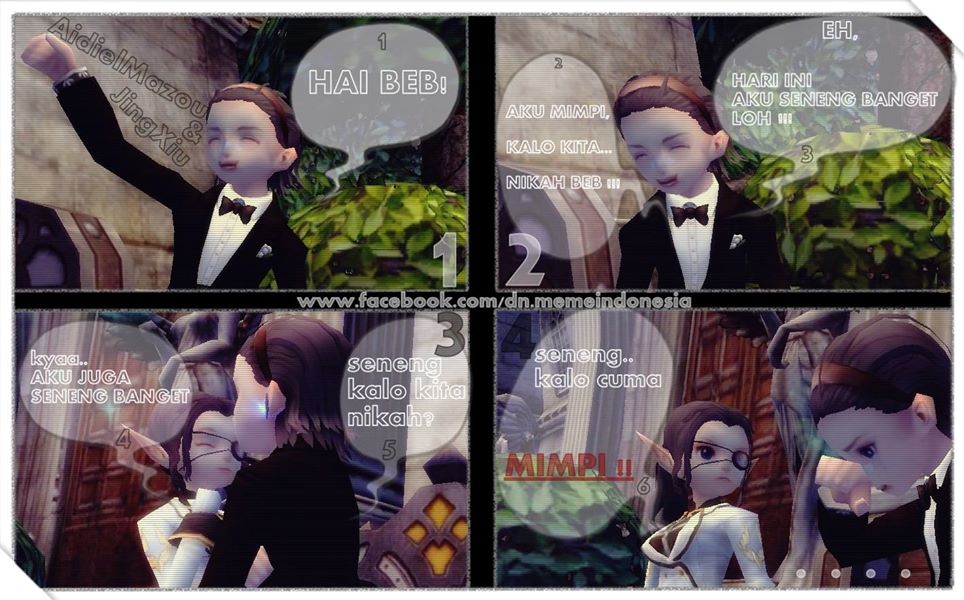 AidielMazou &
JingXiu
1
HAI BEB!
1
2
AKU MIMPI,
KALO KITA...
NIKAH BEB !!!
EH,
HARI INI
AKU SENENG BANGET
LOH !!!
3
2
www.facebook.com/dn.memeindonesia
kyaa..
AKU JUGA
SENENG BANGET
4
3
seneng
kalo kita
nikah?
5
4
seneng..
kalo cuma
MIMPI !!
6